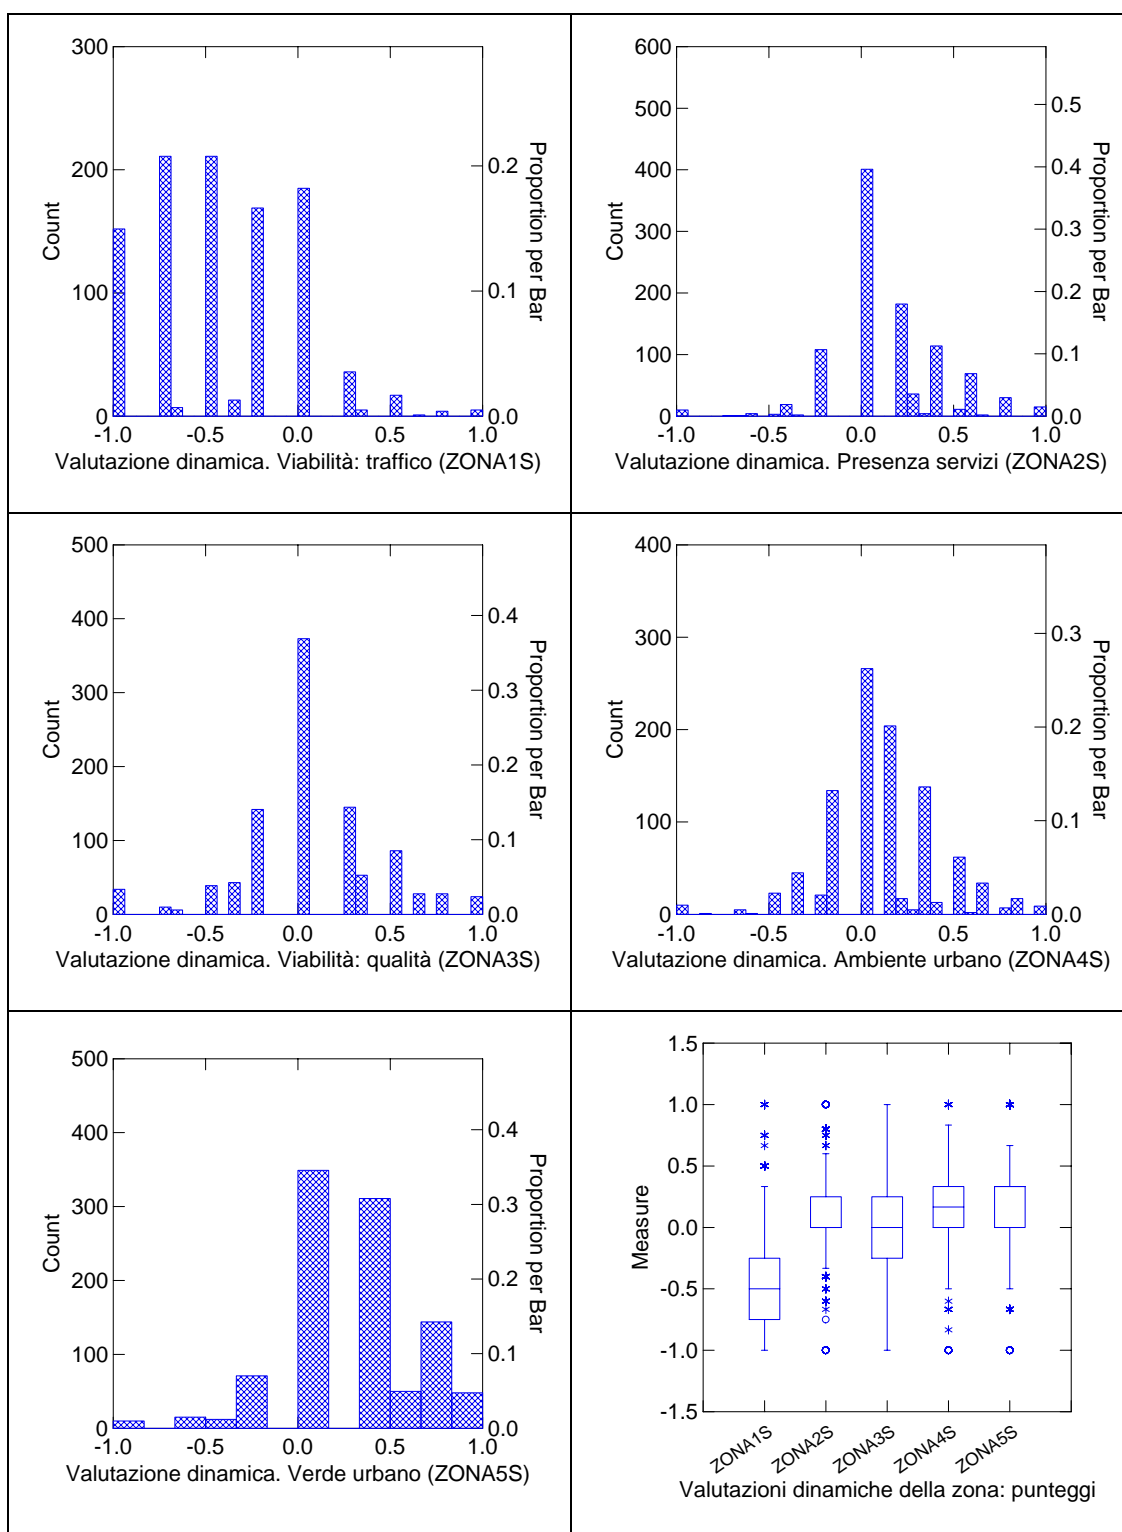 300
200
100
0
Count
0.2
0.1
0.0
Proportion per Bar
-1.0 -0.5 0.0 0.5 1.0
Valutazione dinamica. Viabilità: traffico (ZONA1S)
600
500
400
300
200
100
0
Count
0.5
0.4
0.3
0.2
0.1
0.0
Proportion per Bar
-1.0 -0.5 0.0 0.5 1.0
Valutazione dinamica. Presenza servizi (ZONA2S)
500
400
300
200
100
0
Count
0.4
0.3
0.2
0.1
0.0
Proportion per Bar
-1.0 -0.5 0.0 0.5 1.0
Valutazione dinamica. Viabilità: qualità (ZONA3S)
400
300
200
100
0
Count
0.3
0.2
0.1
0.0
Proportion per Bar
-1.0 -0.5 0.0 0.5 1.0
Valutazione dinamica. Ambiente urbano (ZONA4S)
500
400
300
200
100
0
Count
0.4
0.3
0.2
0.1
0.0
Proportion per Bar
-1.0 -0.5 0.0 0.5 1.0
Valutazione dinamica. Verde urbano (ZONA5S)
1.5
1.0
0.5
0.0
-0.5
-1.0
-1.5
Measure
ZONA1S ZONA2S ZONA3S ZONA4S ZONA5S
Valutazioni dinamiche della zona: punteggi